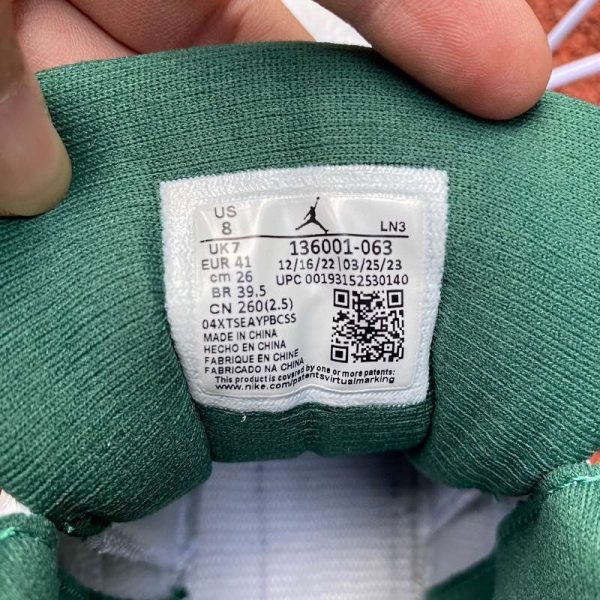 US
8
LN3
UK7
136001-063
EUR 41
12/16/22 | 03/25/23
cm 26
UPC 00193152530140
BR 39.5
CN 260(2.5)
04XTSEAYPBCSS
MADE IN CHINA
HECHO EN CHINA
FABRIQUE EN CHINE
FABRICADO NA CHINA
This product is covered by one or more patents:
www.nike.com/patentsvirtualmarking